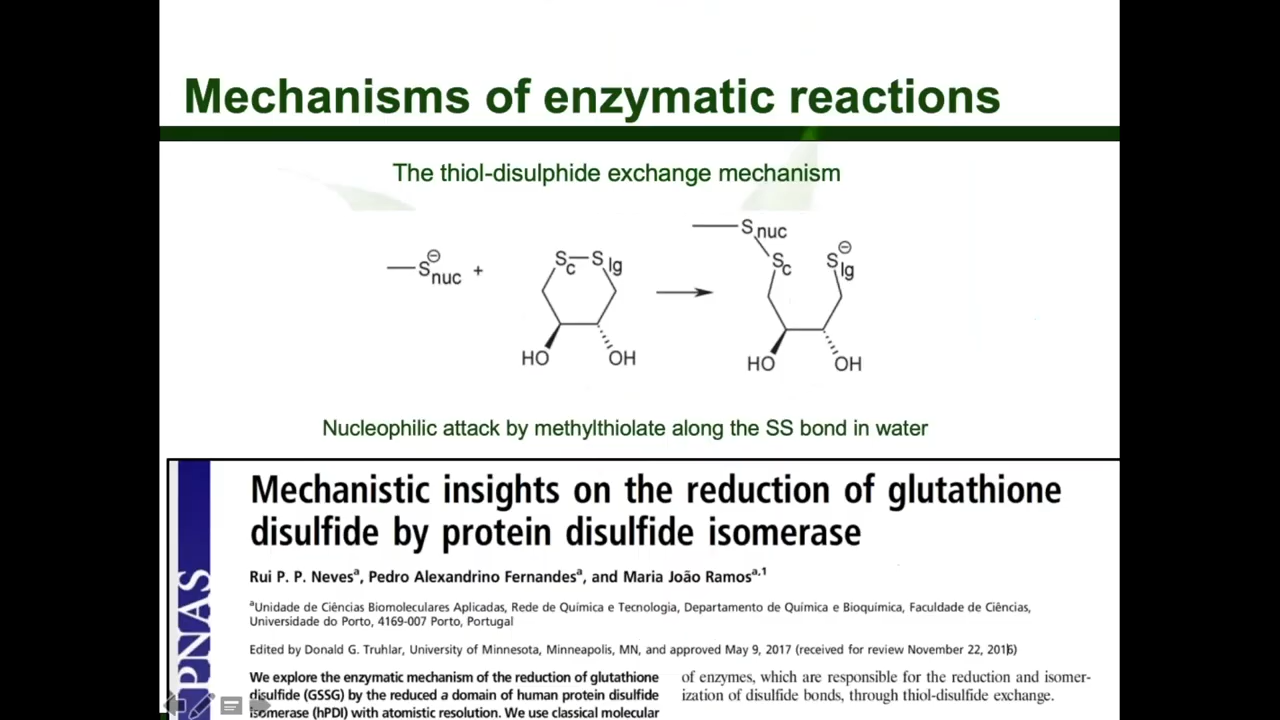 Mechanisms of enzymatic reactions
The thiol-disulphide exchange mechanism
S nuc ⊖ + Sc S lg HO OH
S nuc Sc S lg ⊖ HO OH
Nucleophilic attack by methylthiolate along the SS bond in water
PNAS
Mechanistic insights on the reduction of glutathione
disulfide by protein disulfide isomerase
Rui P. P. Nevesᵃ, Pedro Alexandrino Fernandesᵃ, and Maria João Ramosᵃ,¹
ᵃUnidade de Ciências Biomoleculares Aplicadas, Rede de Química e Tecnologia, Departamento de Química e Bioquímica, Faculdade de Ciências,
Universidade do Porto, 4169-007 Porto, Portugal
Edited by Donald G. Truhlar, University of Minnesota, Minneapolis, MN, and approved May 9, 2017 (received for review November 22, 2016)
We explore the enzymatic mechanism of the reduction of glutathione
disulfide (GSSG) by the reduced a domain of human protein disulfide
isomerase (hPDI) with atomistic resolution. We use classical molecular
of enzymes, which are responsible for the reduction and isomer-
ization of disulfide bonds, through thiol-disulfide exchange.